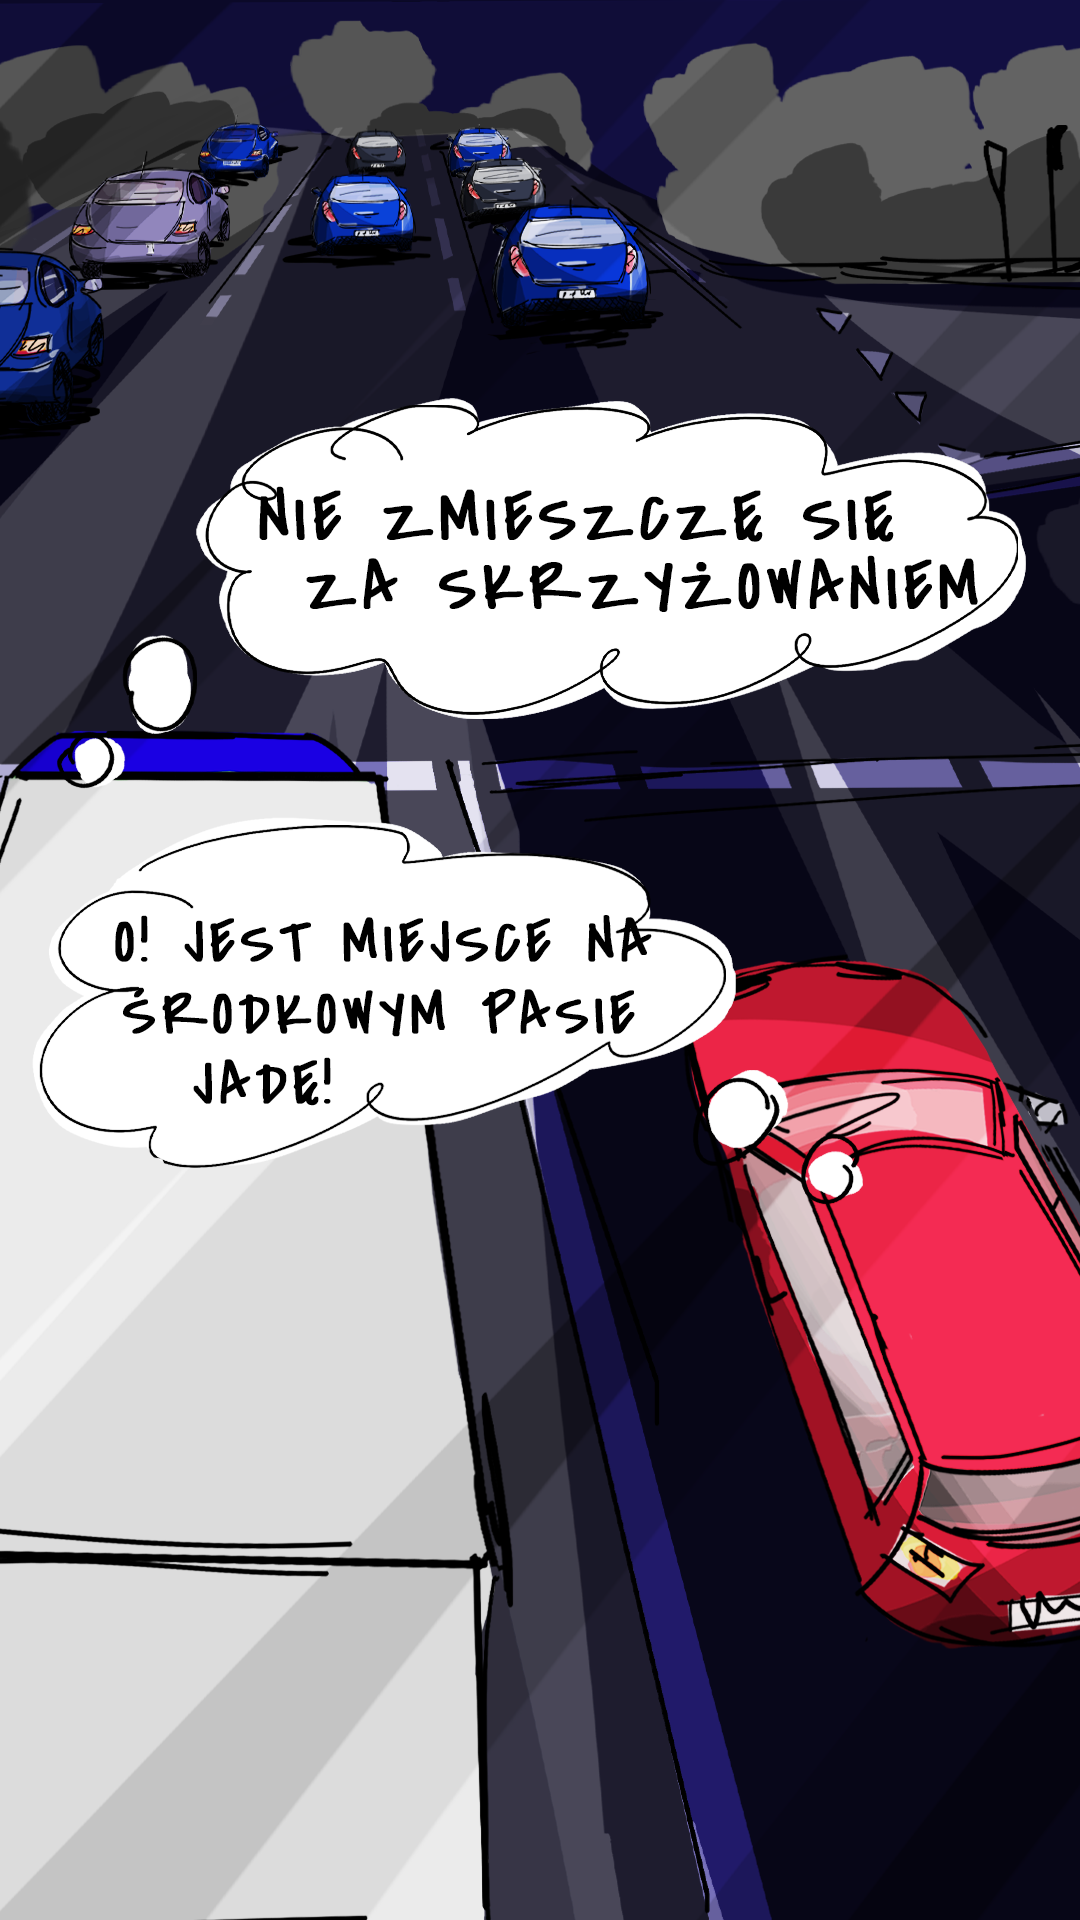 NIE ZMIESZCZĘ SIĘ
ZA SKRZYŻOWANIEM
O! JEST MIEJSCE NA
ŚRODKOWYM PASIE
JADĘ!